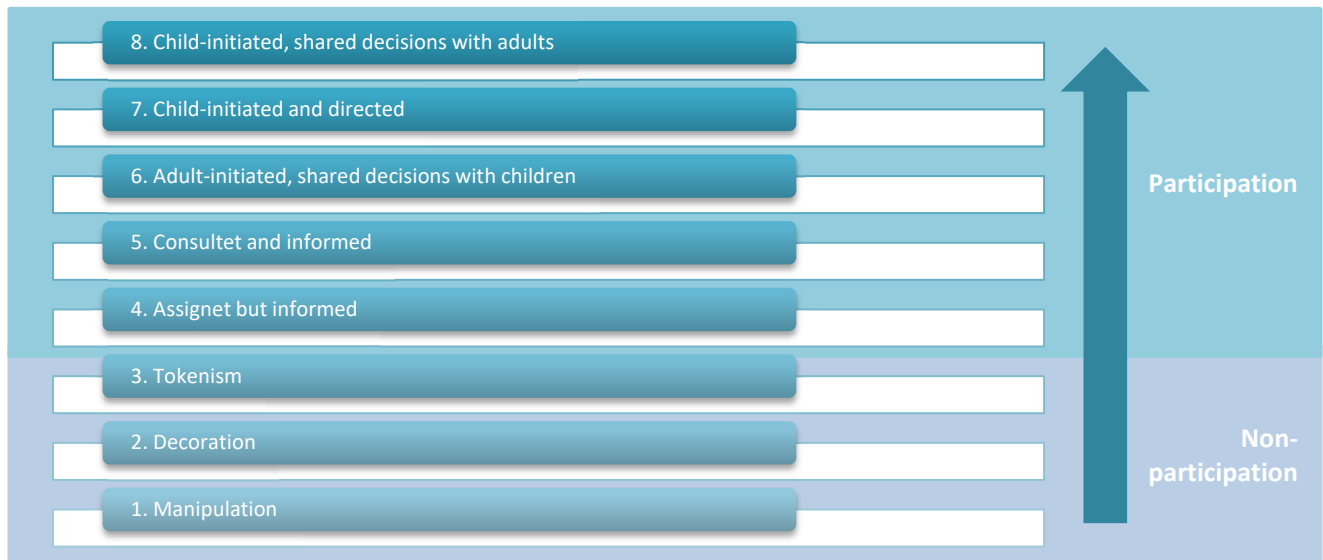 8. Child-initiated, shared decisions with adults
7. Child-initiated and directed
6. Adult-initiated, shared decisions with children
5. Consultet and informed
4. Assignet but informed
3. Tokenism
2. Decoration
1. Manipulation
Participation
Non-
participation